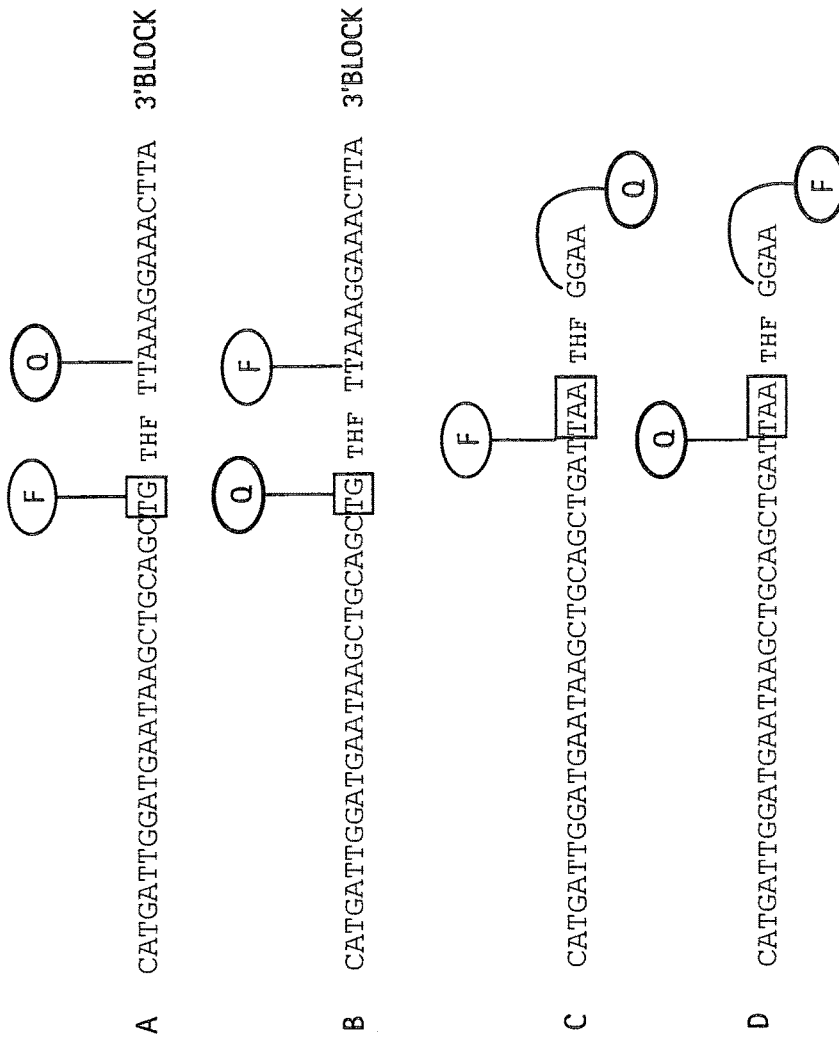 F Q
A CATGATTGGATGAATAAGCTGCAGCTG THF TTAAAGGAAACTTA 3'BLOCK
Q F
B CATGATTGGATGAATAAGCTGCAGCTG THF TTAAAGGAAACTTA 3'BLOCK
F
C CATGATTGGATGAATAAGCTGCAGCTGATTAA THF GGAA
Q
Q
D CATGATTGGATGAATAAGCTGCAGCTGATTAA THF GGAA
F